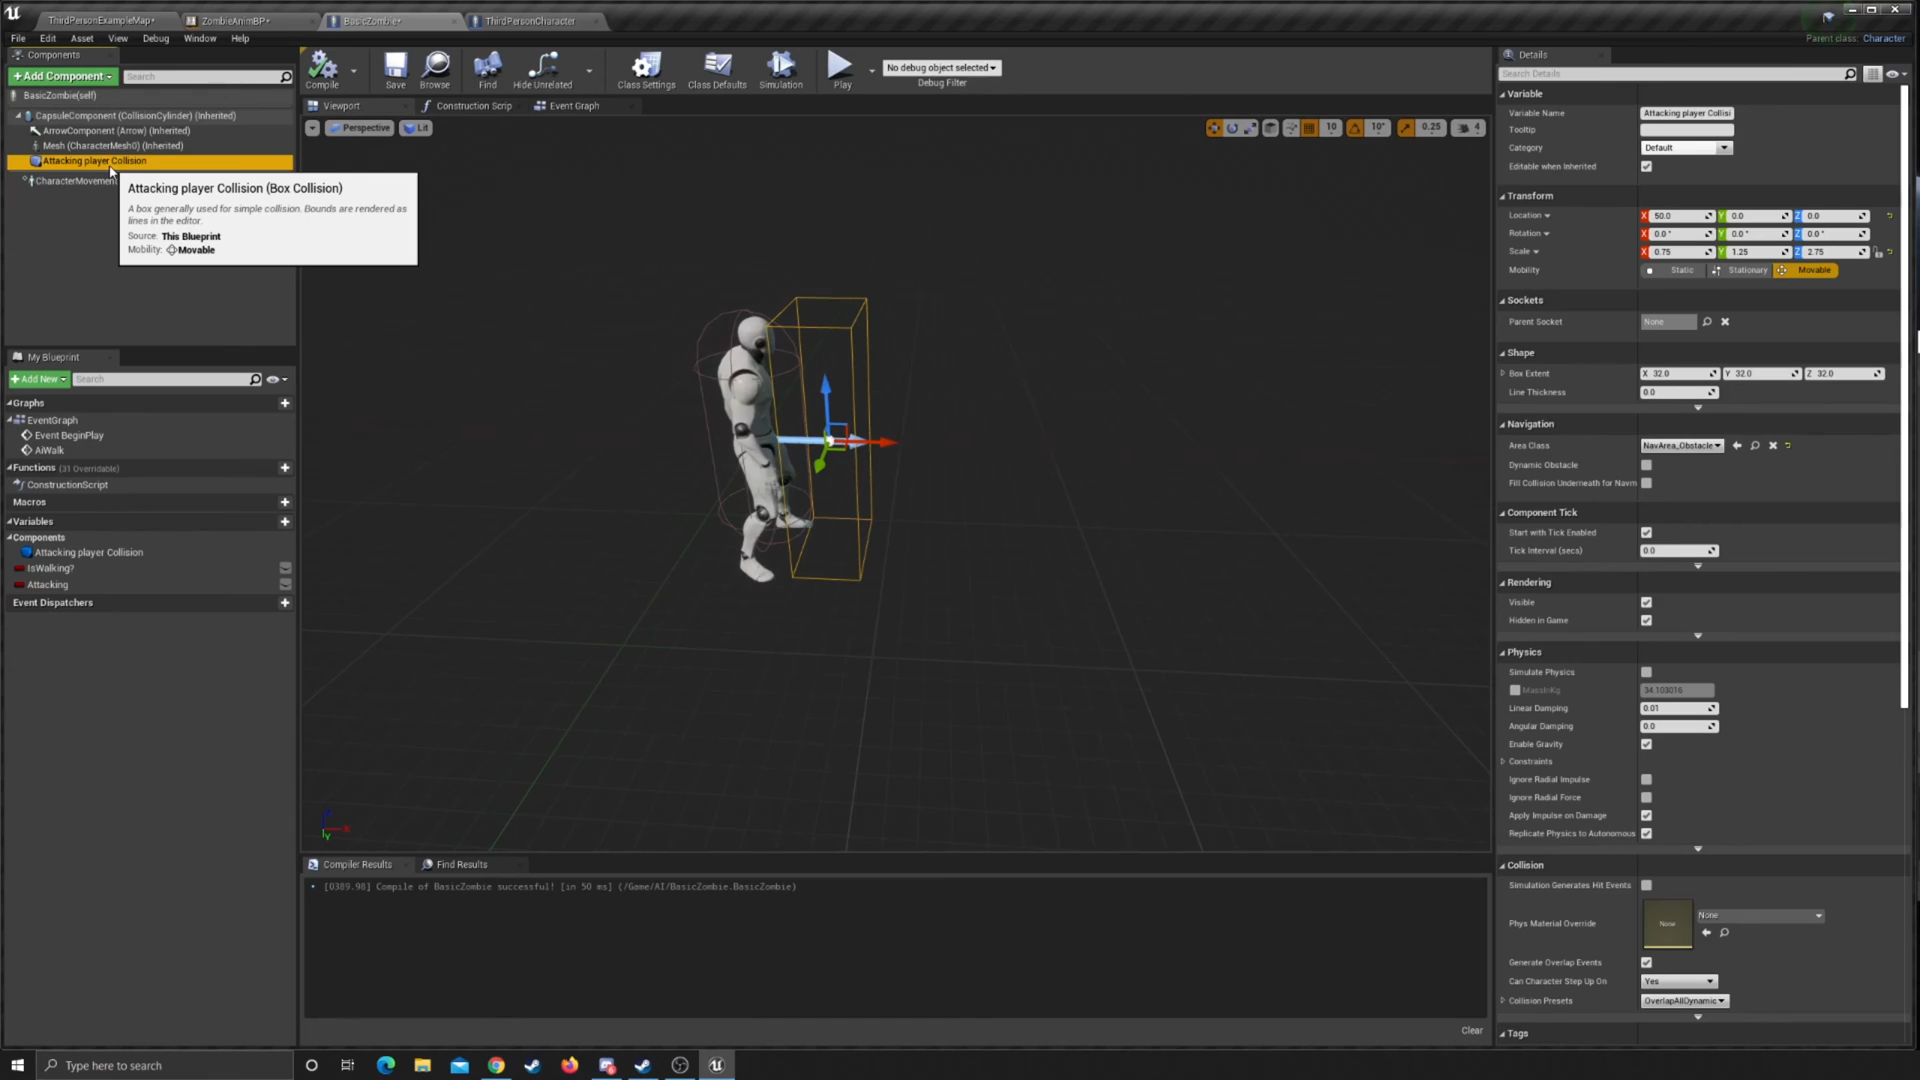 ThirdPersonExampleMap*
ZombieAnimBP*
BasicZombie*
ThirdPersonCharacter
File Edit Asset View Debug Window Help
Parent class: Character
Components
+Add Component
Search
BasicZombie(self)
CapsuleComponent (CollisionCylinder) (Inherited)
ArrowComponent (Arrow) (Inherited)
Mesh (CharacterMesh0) (Inherited)
Attacking player Collision
CharacterMovement
Attacking player Collision (Box Collision)
A box generally used for simple collision. Bounds are rendered as
lines in the editor.
Source: This Blueprint
Mobility: Movable
Compile Save Browse Find Hide Unrelated Class Settings Class Defaults Simulation Play
No debug object selected
Debug Filter
Viewport Construction Scrip Event Graph
Perspective Lit
10 10° 0.25 4
My Blueprint
+Add New
Search
Graphs
EventGraph
Event BeginPlay
AiWalk
Functions (31 Overridable)
ConstructionScript
Macros
Variables
Components
Attacking player Collision
IsWalking?
Attacking
Event Dispatchers
Compiler Results Find Results
[0389.98] Compile of BasicZombie successful! [in 50 ms] (/Game/AI/BasicZombie.BasicZombie)
Clear
Details
Search Details
Variable
Variable Name Attacking player Collisi
Tooltip
Category Default
Editable when Inherited
Transform
Location X 50.0 Y 0.0 Z 0.0
Rotation X 0.0° Y 0.0° Z 0.0°
Scale X 0.75 Y 1.25 Z 2.75
Mobility Static Stationary Movable
Sockets
Parent Socket None
Shape
Box Extent X 32.0 Y 32.0 Z 32.0
Line Thickness 0.0
Navigation
Area Class NavArea_Obstacle
Dynamic Obstacle
Fill Collision Underneath for Navm
Component Tick
Start with Tick Enabled
Tick Interval (secs) 0.0
Rendering
Visible
Hidden in Game
Physics
Simulate Physics
MassInKg 34.103016
Linear Damping 0.01
Angular Damping 0.0
Enable Gravity
Constraints
Ignore Radial Impulse
Ignore Radial Force
Apply Impulse on Damage
Replicate Physics to Autonomous
Collision
Simulation Generates Hit Events
Phys Material Override None None
Generate Overlap Events
Can Character Step Up On Yes
Collision Presets OverlapAllDynamic
Tags
Type here to search